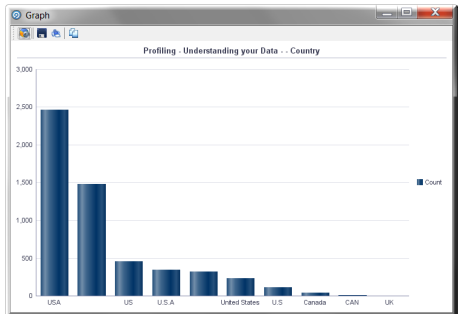 Graph
Profiling - Understanding your Data - - Country
3,000
2,500
2,000
1,500
1,000
500
0
USA US U.S.A United States U.S Canada CAN UK
Count